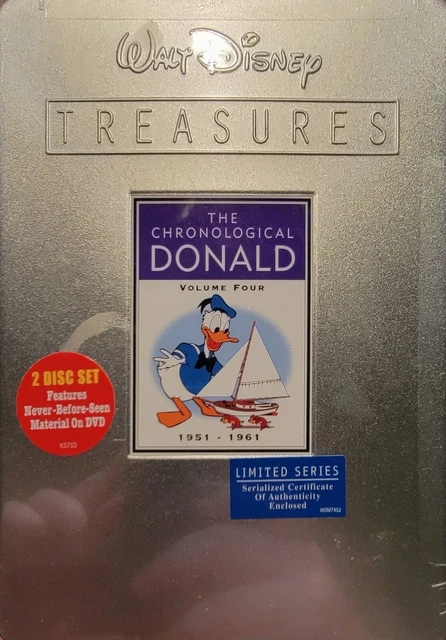 WALT DISNEY
TREASURES
THE
CHRONOLOGICAL
DONALD
VOLUME FOUR
1951 - 1961
2 DISC SET
Features
Never-Before-Seen
Material On DVD
K5733
LIMITED SERIES
Serialized Certificate
Of Authenticity
Enclosed